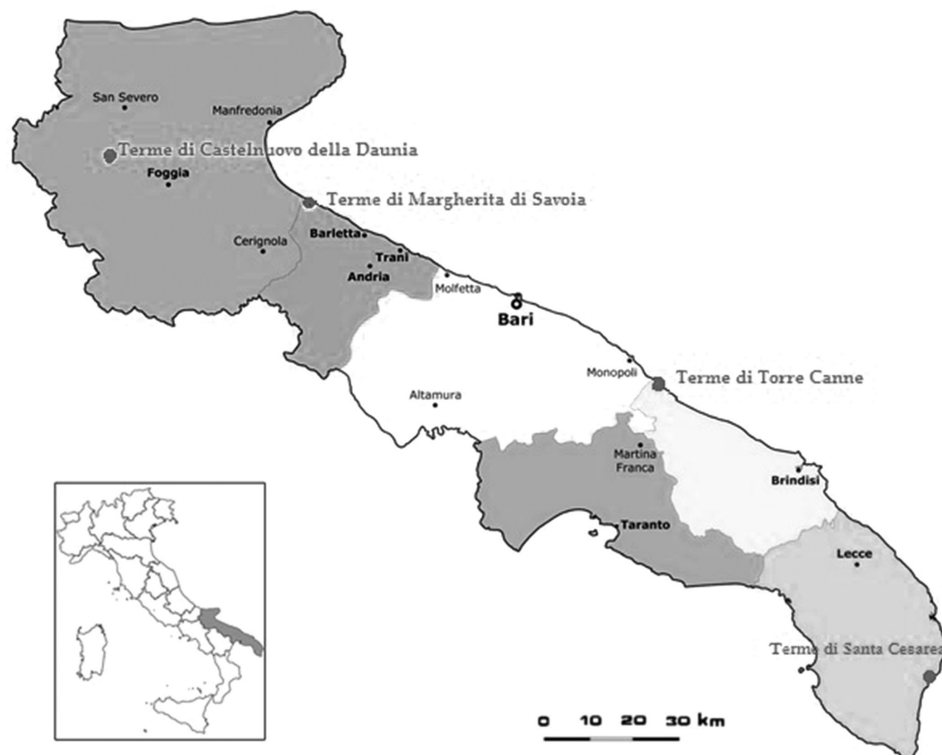 San Severo
Manfredonia
Terme di Castelnuovo della Daunia
Foggia
Terme di Margherita di Savoia
Barletta
Cerignola
Trani
Andria
Molfetta
Bari
Monopoli
Terme di Torre Canne
Altamura
Martina
Franca
Brindisi
Taranto
Lecce
Terme di Santa Cesarea
0 10 20 30 km